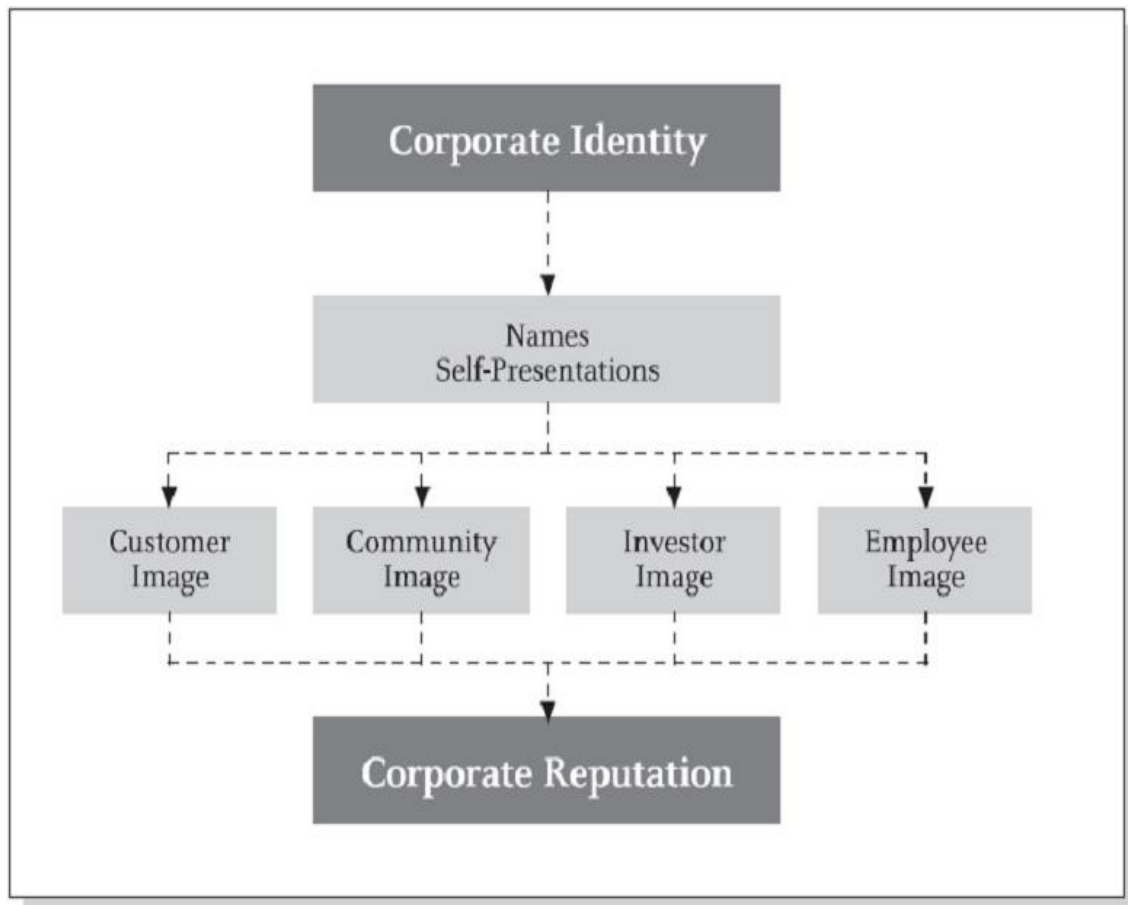 Corporate Identity
Names
Self-Presentations
Customer
Image
Community
Image
Investor
Image
Employee
Image
Corporate Reputation